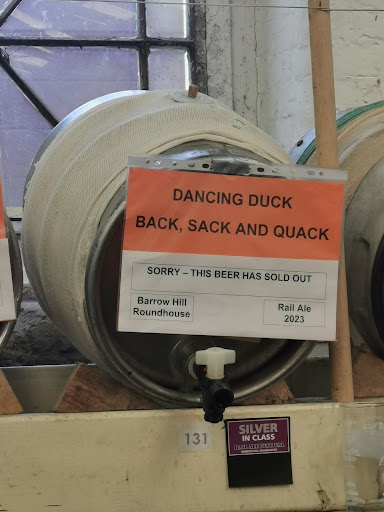 DANCING DUCK
BACK, SACK AND QUACK
SORRY – THIS BEER HAS SOLD OUT
Barrow Hill
Roundhouse
Rail Ale
2023
131
SILVER
IN CLASS